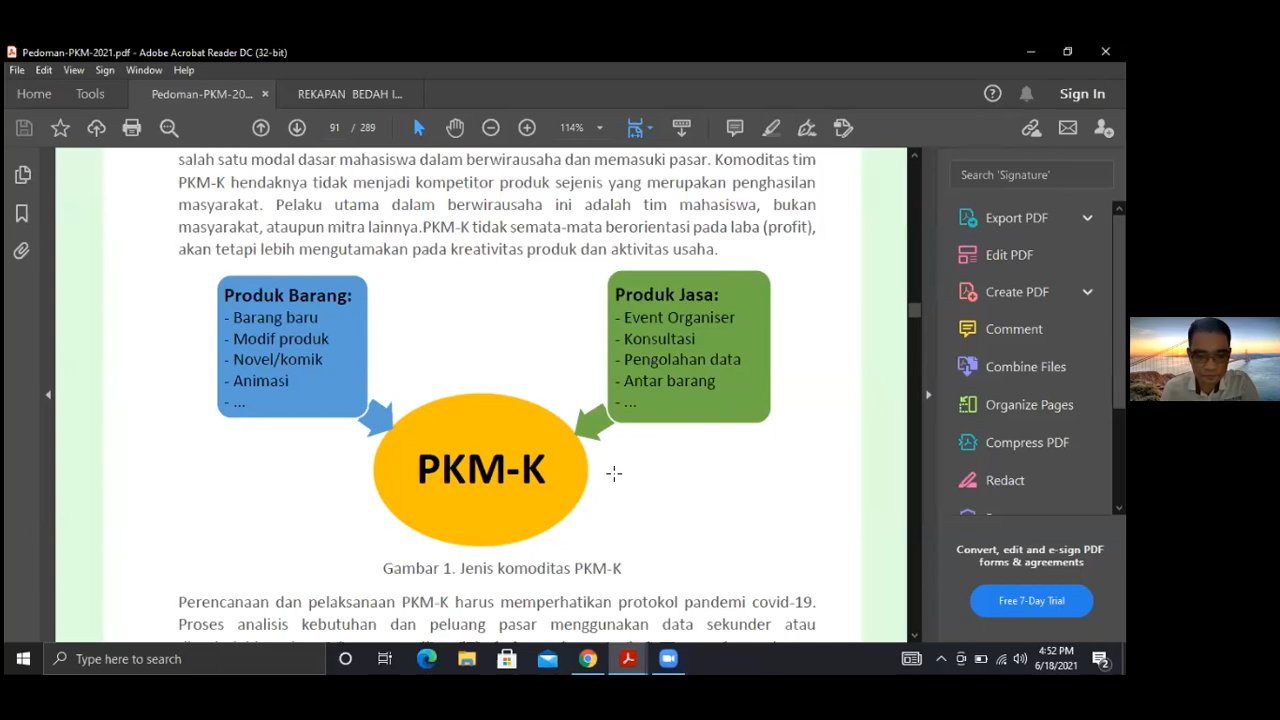 Pedoman-PKM-2021.pdf - Adobe Acrobat Reader DC (32-bit)
File Edit View Sign Window Help
Home Tools Pedoman-PKM-20... × REKAPAN BEDAH I... Sign In
91 / 289 114%
salah satu modal dasar mahasiswa dalam berwirausaha dan memasuki pasar. Komoditas tim
PKM-K hendaknya tidak menjadi kompetitor produk sejenis yang merupakan penghasilan
masyarakat. Pelaku utama dalam berwirausaha ini adalah tim mahasiswa, bukan
masyarakat, ataupun mitra lainnya.PKM-K tidak semata-mata berorientasi pada laba (profit),
akan tetapi lebih mengutamakan pada kreativitas produk dan aktivitas usaha.
Produk Barang:
- Barang baru
- Modif produk
- Novel/komik
- Animasi
- ...
Produk Jasa:
- Event Organiser
- Konsultasi
- Pengolahan data
- Antar barang
- ...
PKM-K
Gambar 1. Jenis komoditas PKM-K
Perencanaan dan pelaksanaan PKM-K harus memperhatikan protokol pandemi covid-19.
Proses analisis kebutuhan dan peluang pasar menggunakan data sekunder atau
Search 'Signature'
Export PDF
Edit PDF
Create PDF
Comment
Combine Files
Organize Pages
Compress PDF
Redact
Convert, edit and e-sign PDF
forms & agreements
Free 7-Day Trial
Type here to search
4:52 PM
6/18/2021
2